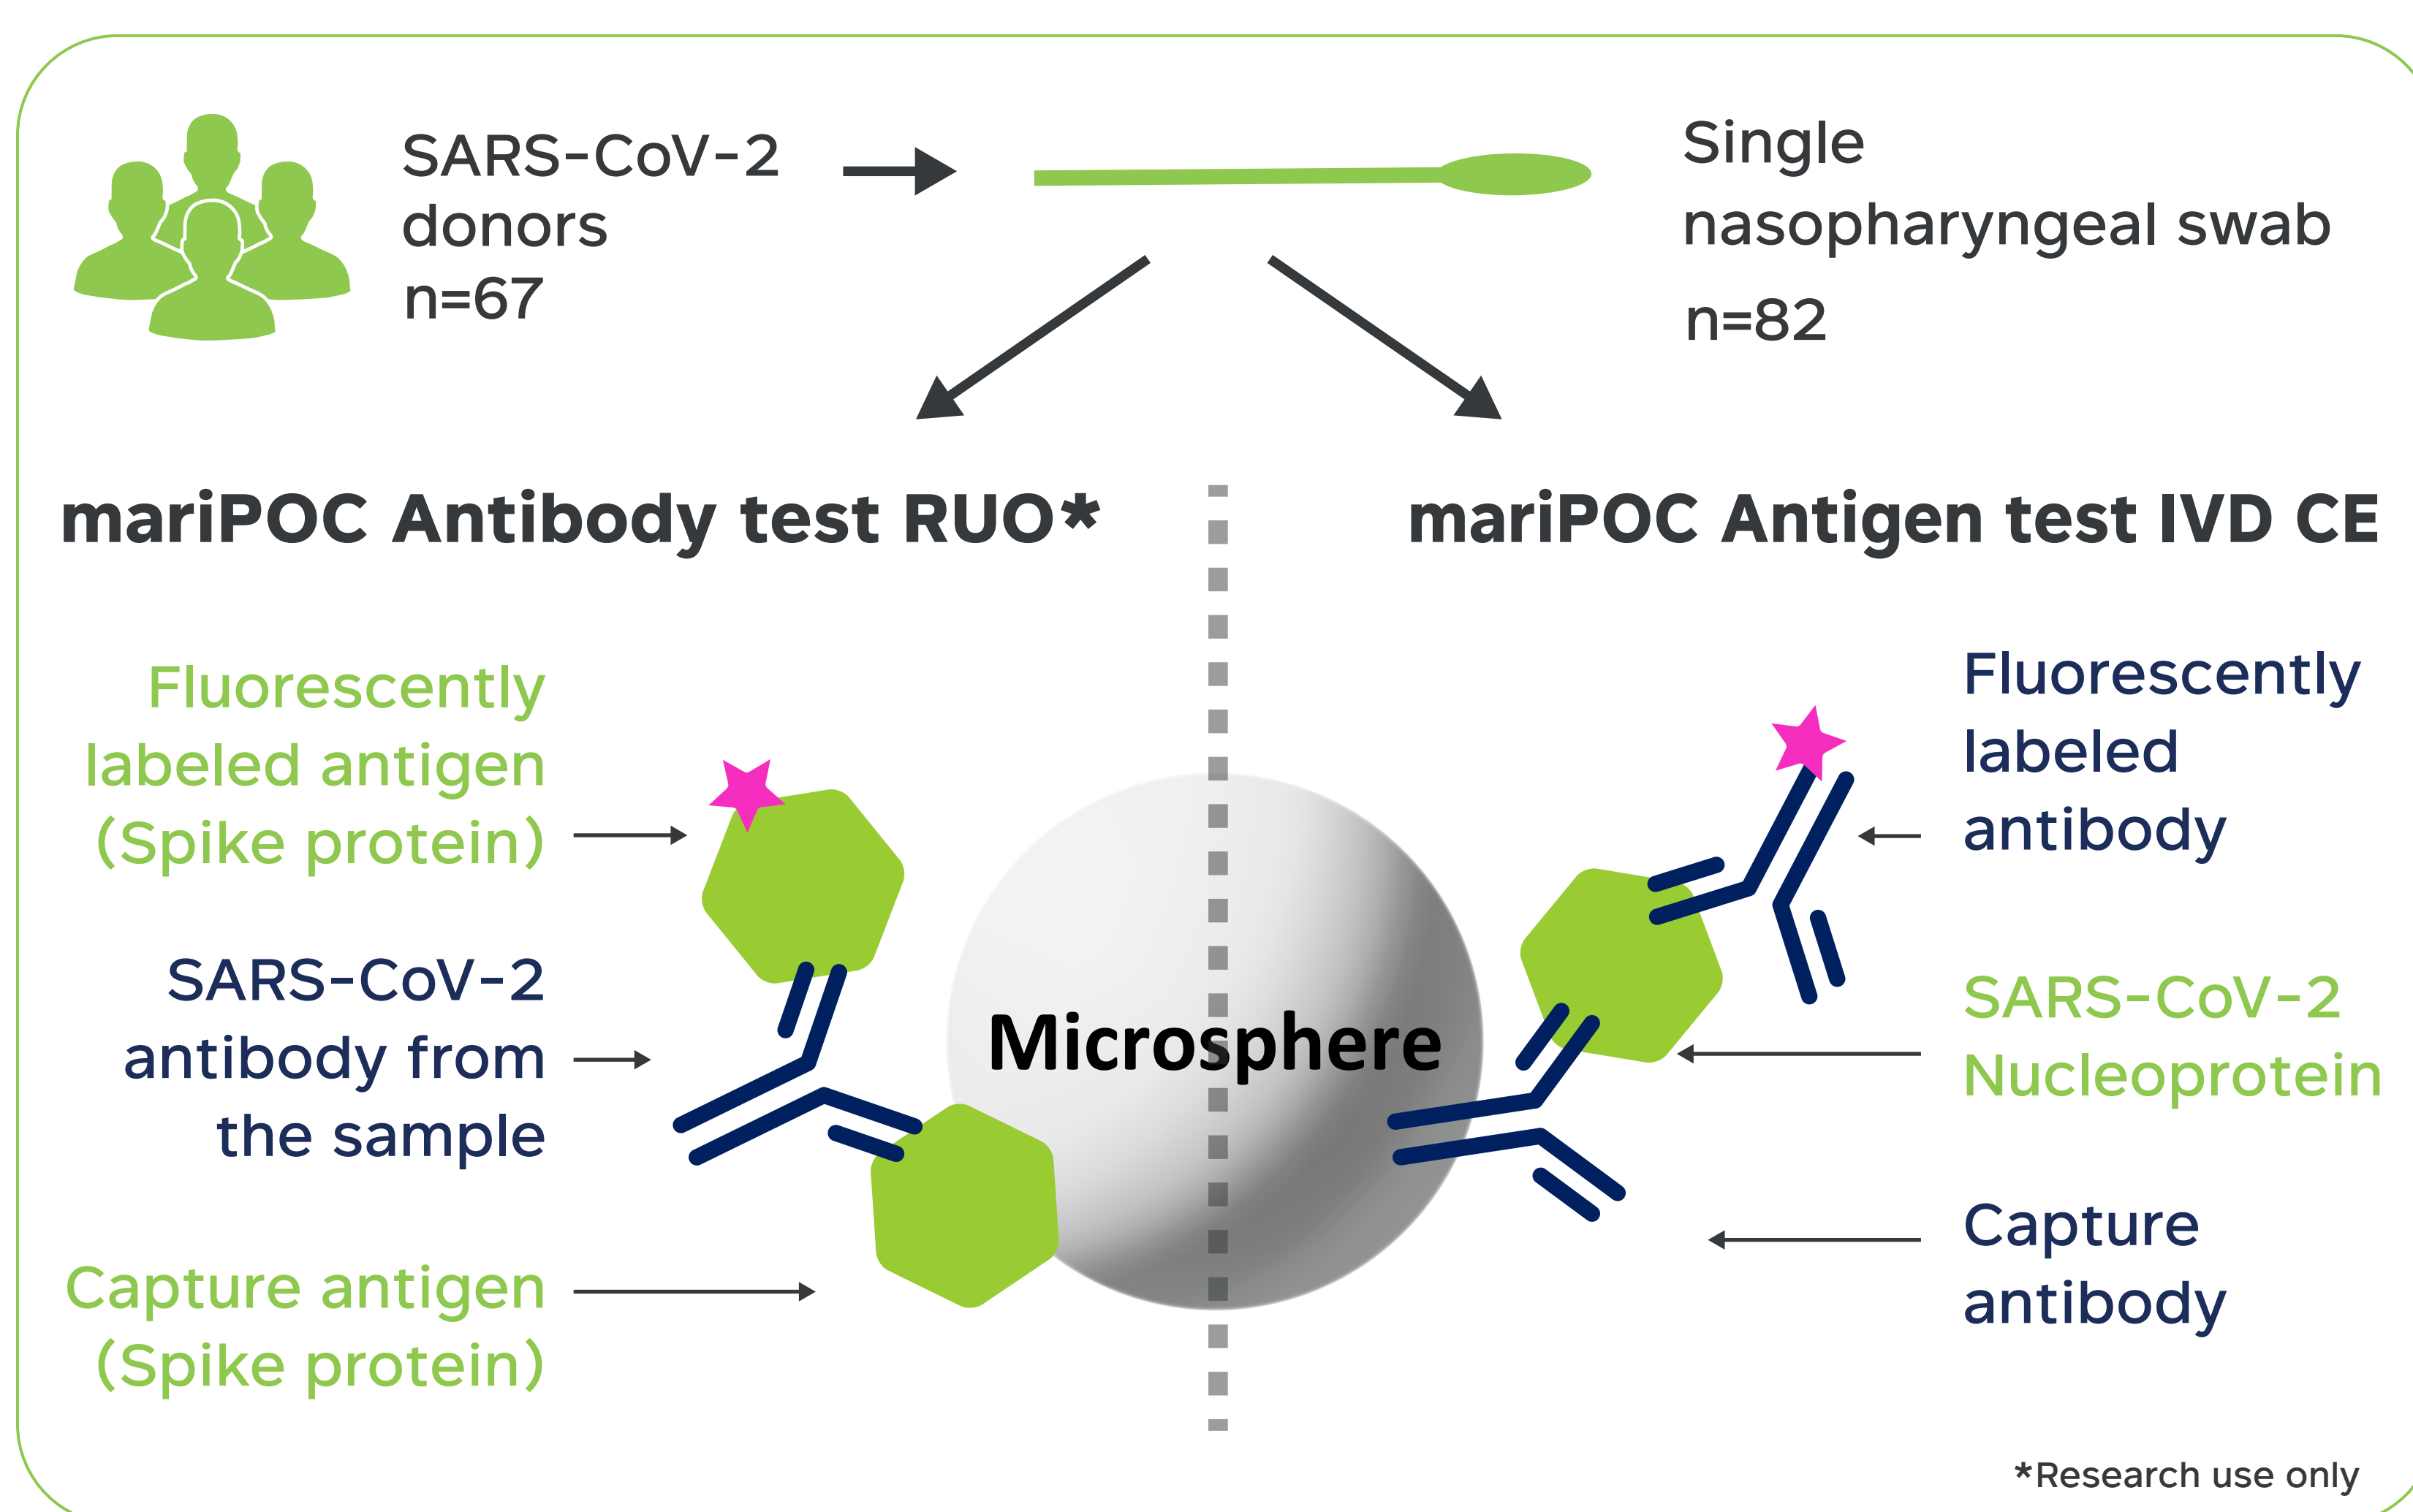 SARS-CoV-2
donors
n=67
Single
nasopharyngeal swab
n=82
mariPOC Antibody test RUO*
mariPOC Antigen test IVD CE
Fluorescently
labeled antigen
(Spike protein)
SARS-CoV-2
antibody from
the sample
Capture antigen
(Spike protein)
Microsphere
Fluorescently
labeled
antibody
SARS-CoV-2
Nucleoprotein
Capture
antibody
*Research use only